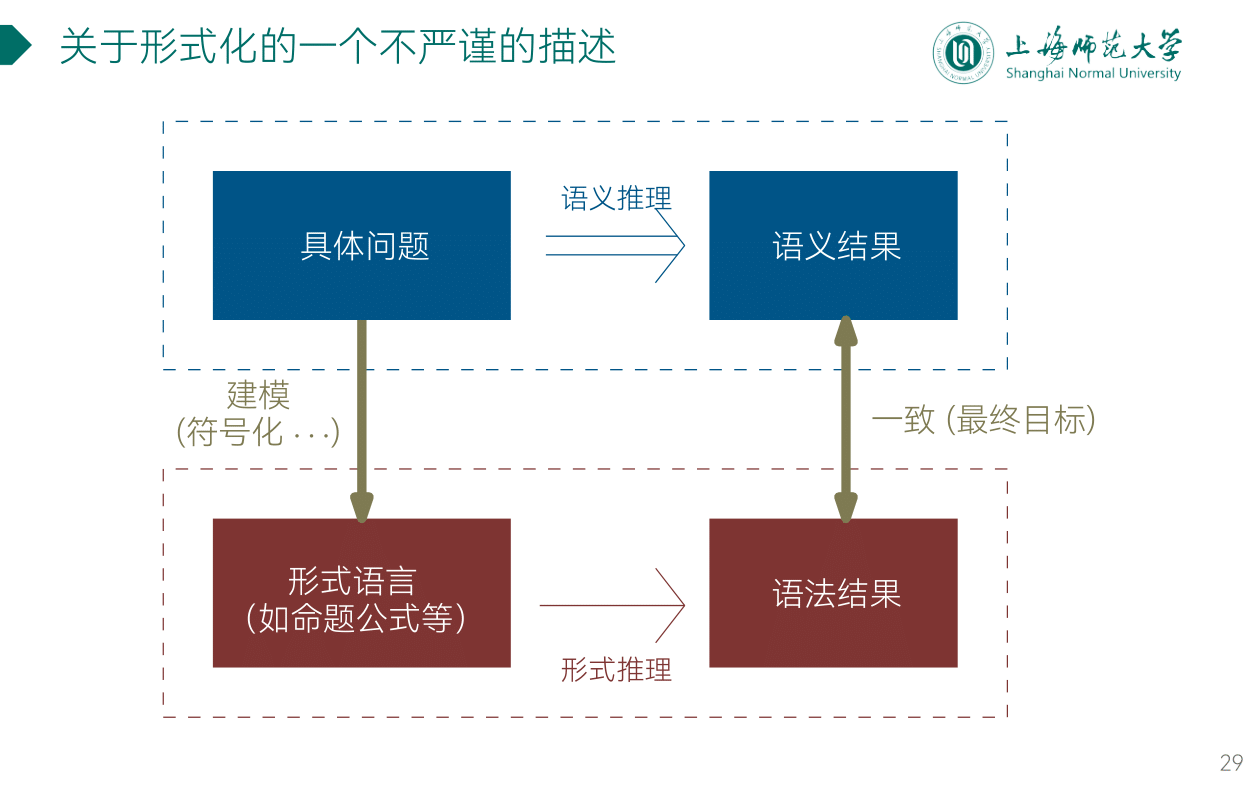 关于形式化的一个不严谨的描述
上海师范大学
Shanghai Normal University
语义推理
具体问题
语义结果
建模
(符号化 ...)
一致 (最终目标)
形式语言
（如命题公式等）
语法结果
形式推理
29